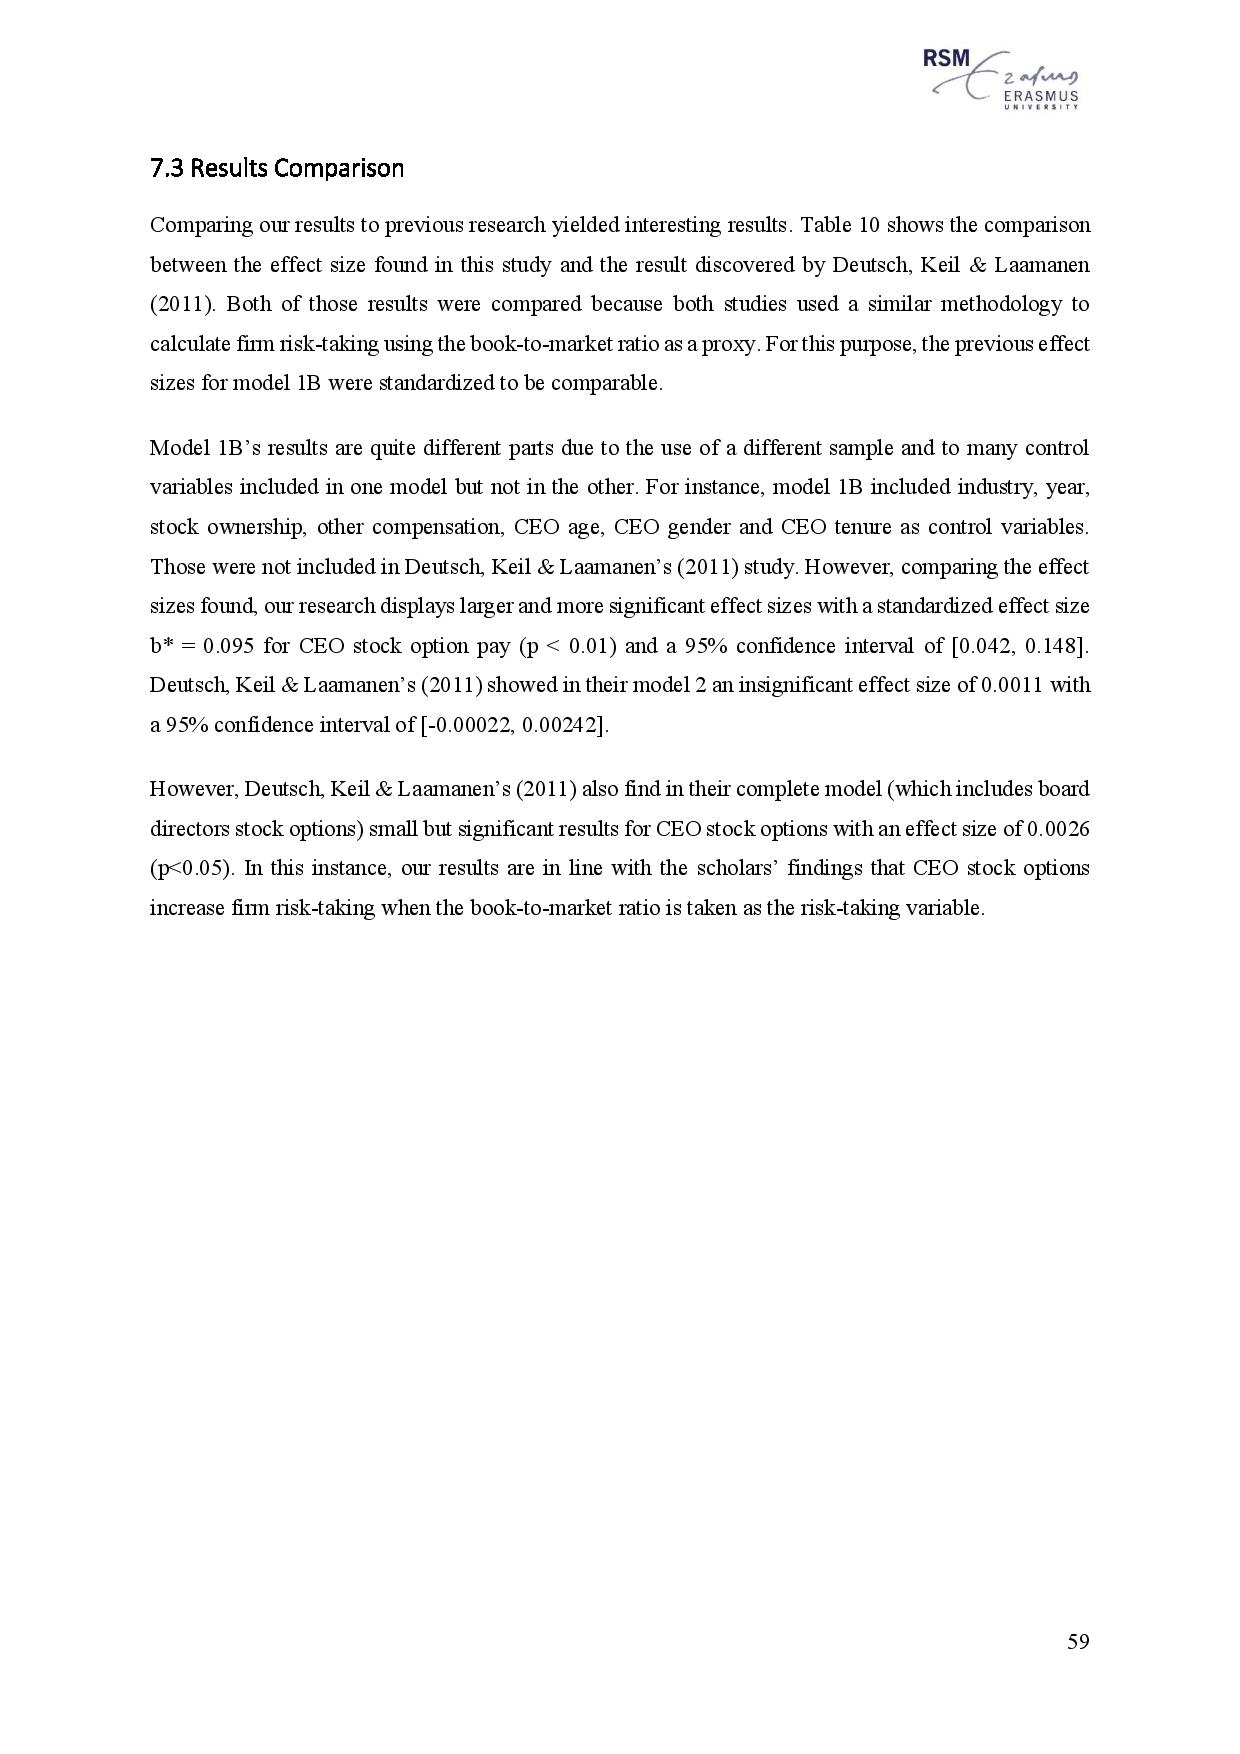 RSM
Erasmus
ERASMUS
UNIVERSITY
7.3 Results Comparison
Comparing our results to previous research yielded interesting results. Table 10 shows the comparison
between the effect size found in this study and the result discovered by Deutsch, Keil & Laamanen
(2011). Both of those results were compared because both studies used a similar methodology to
calculate firm risk-taking using the book-to-market ratio as a proxy. For this purpose, the previous effect
sizes for model 1B were standardized to be comparable.
Model 1B’s results are quite different parts due to the use of a different sample and to many control
variables included in one model but not in the other. For instance, model 1B included industry, year,
stock ownership, other compensation, CEO age, CEO gender and CEO tenure as control variables.
Those were not included in Deutsch, Keil & Laamanen’s (2011) study. However, comparing the effect
sizes found, our research displays larger and more significant effect sizes with a standardized effect size
b* = 0.095 for CEO stock option pay (p < 0.01) and a 95% confidence interval of [0.042, 0.148].
Deutsch, Keil & Laamanen’s (2011) showed in their model 2 an insignificant effect size of 0.0011 with
a 95% confidence interval of [-0.00022, 0.00242].
However, Deutsch, Keil & Laamanen’s (2011) also find in their complete model (which includes board
directors stock options) small but significant results for CEO stock options with an effect size of 0.0026
(p<0.05). In this instance, our results are in line with the scholars’ findings that CEO stock options
increase firm risk-taking when the book-to-market ratio is taken as the risk-taking variable.
59